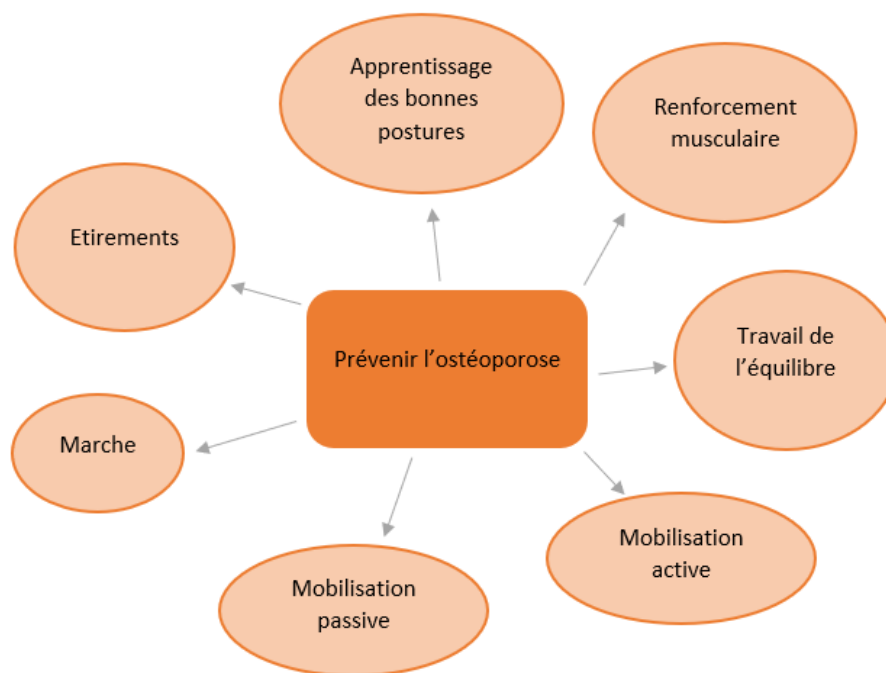 Apprentissage
des bonnes
postures
Renforcement
musculaire
Etirements
Prévenir l’ostéoporose
Travail de
l’équilibre
Marche
Mobilisation
active
Mobilisation
passive